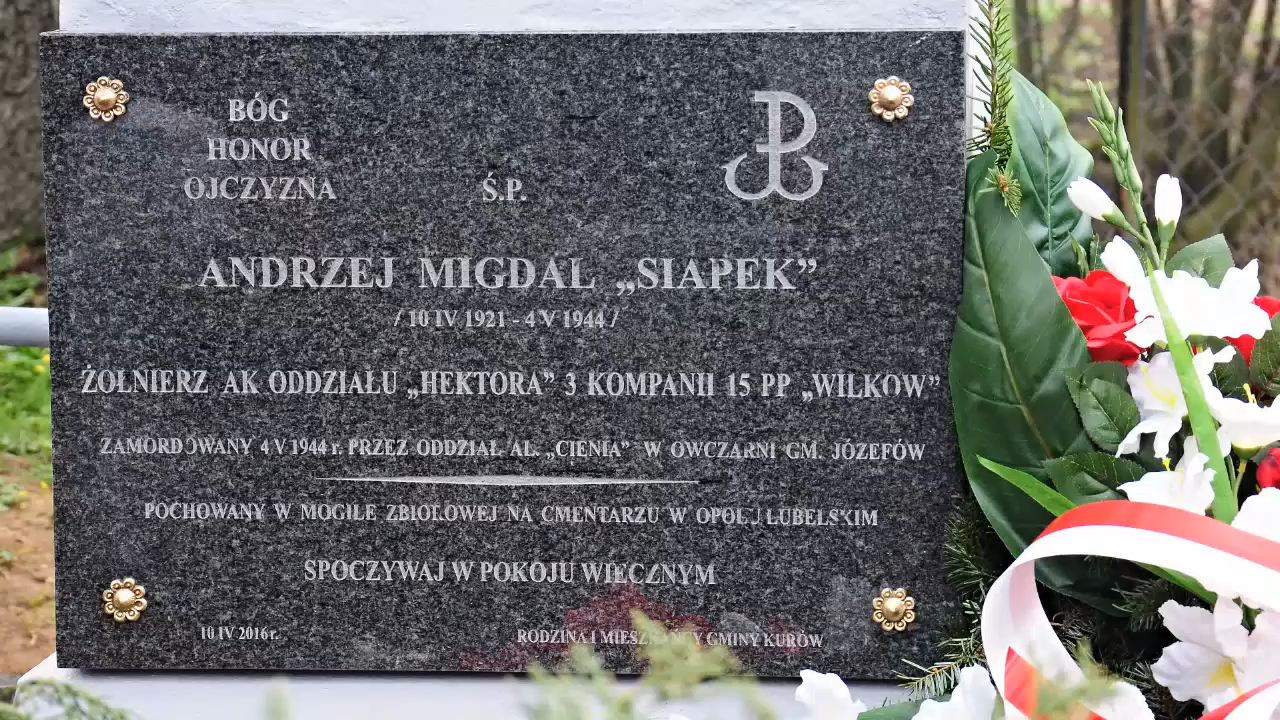 BÓG
HONOR
OJCZYZNA
Ś.P.
ANDRZEJ MIGDAL „SIAPEK”
/ 10 IV 1921 - 4 V 1944 /
ŻOŁNIERZ AK ODDZIAŁU „HEKTORA” 3 KOMPANII 15 PP „WILKÓW”
ZAMORDOWANY 4 V 1944 r. PRZEZ ODDZIAŁ AL. „CIENIA” W OWCZARNI GM. JÓZEFÓW
POCHOWANY W MOGILE ZBIOROWEJ NA CMENTARZU W OPOLU LUBELSKIM
SPOCZYWAJ W POKOJU WIECZNYM
10 IV 2016 r.
RODZINA I MIESZKAŃCY GMINY KURÓW